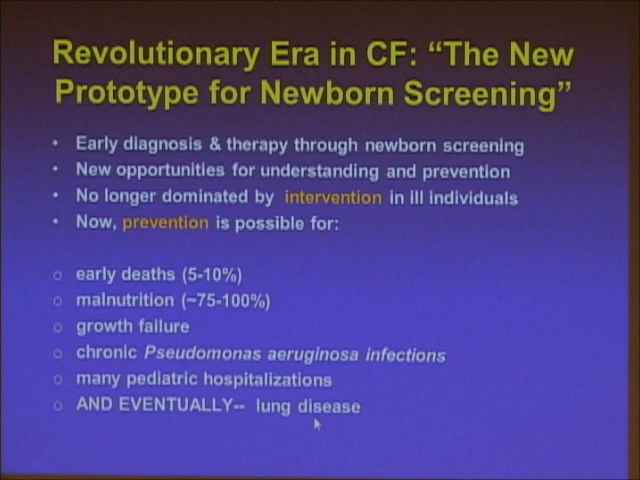 Revolutionary Era in CF: “The New
Prototype for Newborn Screening”
• Early diagnosis & therapy through newborn screening
• New opportunities for understanding and prevention
• No longer dominated by intervention in ill individuals
• Now, prevention is possible for:
○ early deaths (5-10%)
○ malnutrition (~75-100%)
○ growth failure
○ chronic Pseudomonas aeruginosa infections
○ many pediatric hospitalizations
○ AND EVENTUALLY-- lung disease